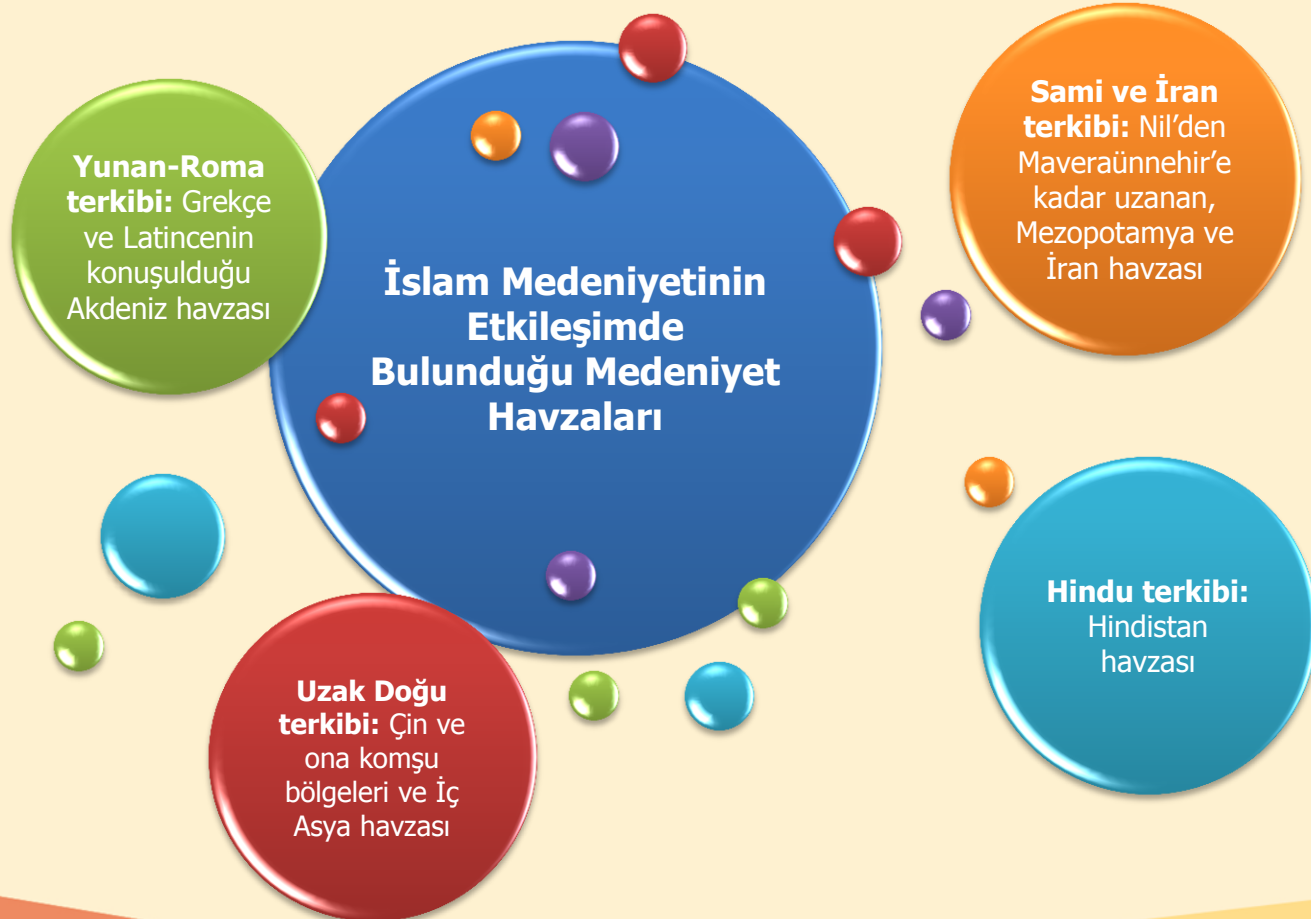 İslam Medeniyetinin
Etkileşimde
Bulunduğu Medeniyet
Havzaları
Yunan-Roma
terkibi: Grekçe
ve Latincenin
konuşulduğu
Akdeniz havzası
Sami ve İran
terkibi: Nil’den
Maveraünnehir’e
kadar uzanan,
Mezopotamya ve
İran havzası
Hindu terkibi:
Hindistan
havzası
Uzak Doğu
terkibi: Çin ve
ona komşu
bölgeleri ve İç
Asya havzası